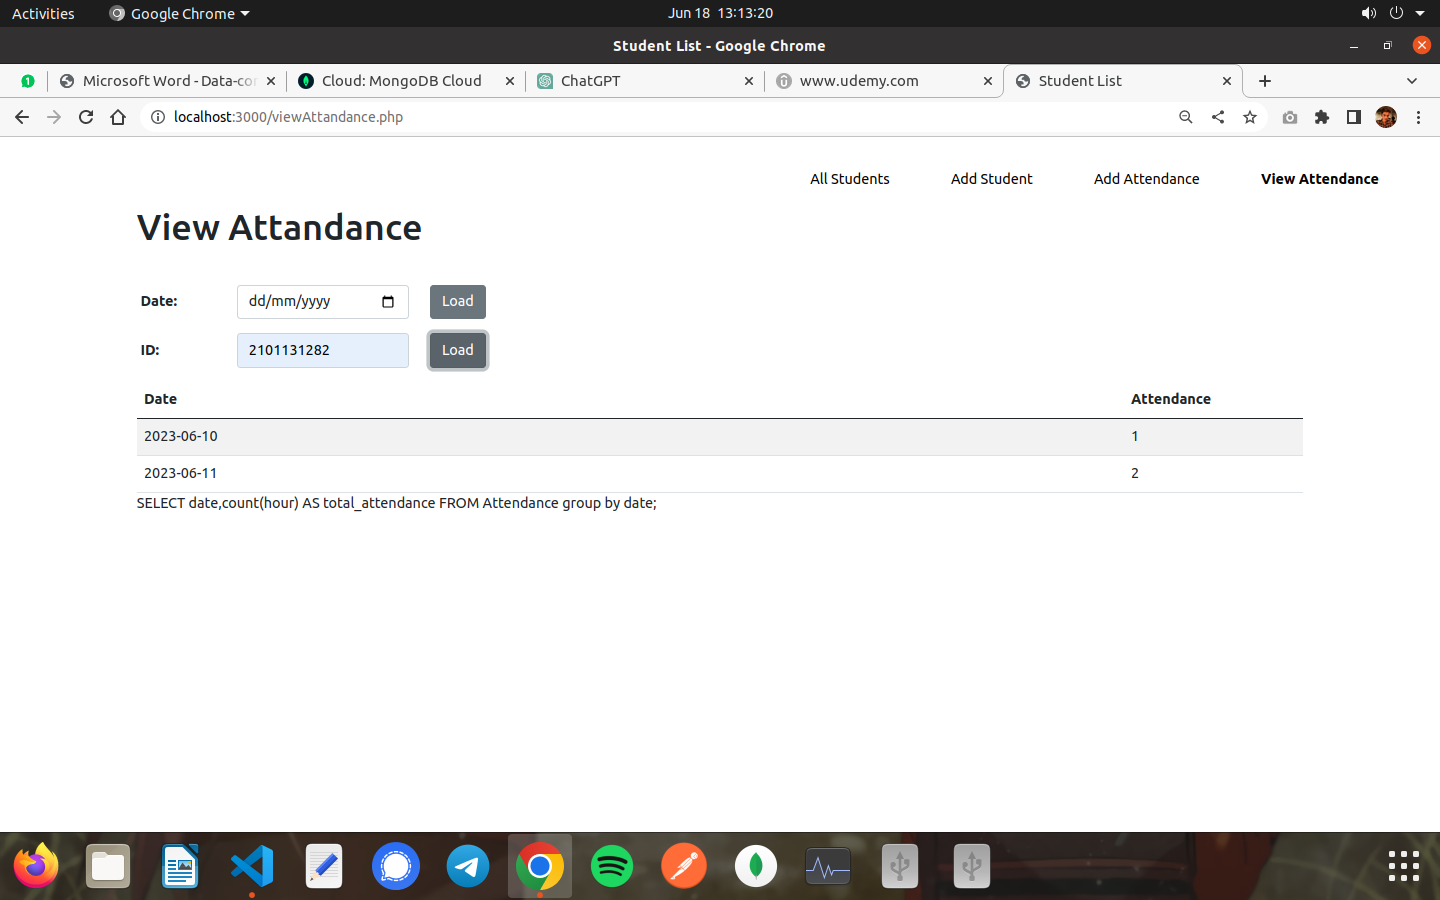 Activities
Google Chrome
Jun 18 13:13:20
Student List - Google Chrome
1
Microsoft Word - Data-co
Cloud: MongoDB Cloud
ChatGPT
www.udemy.com
Student List
localhost:3000/viewAttandance.php
All Students
Add Student
Add Attendance
View Attendance
View Attandance
Date:
dd/mm/yyyy
Load
ID:
2101131282
Load
Date
Attendance
2023-06-10
1
2023-06-11
2
SELECT date,count(hour) AS total_attendance FROM Attendance group by date;